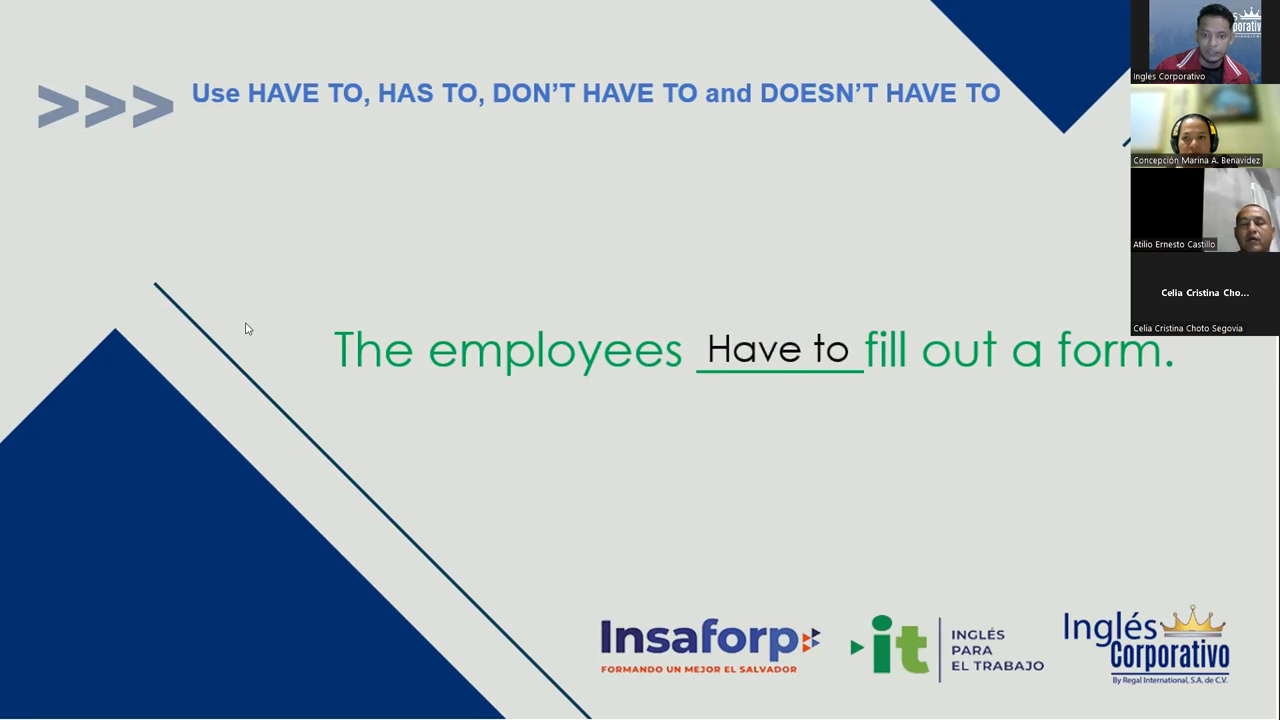 >>> Use HAVE TO, HAS TO, DON'T HAVE TO and DOESN'T HAVE TO
The employees Have to fill out a form.
Insaforp
FORMANDO UN MEJOR EL SALVADOR
it
INGLÉS
PARA
EL TRABAJO
Inglés
Corporativo
By Regal International, S.A. de C.V.
Ingles Corporativo
Concepción Marina A. Benavidez
Atilio Ernesto Castillo
Celia Cristina Cho...
Celia Cristina Choto Segovia